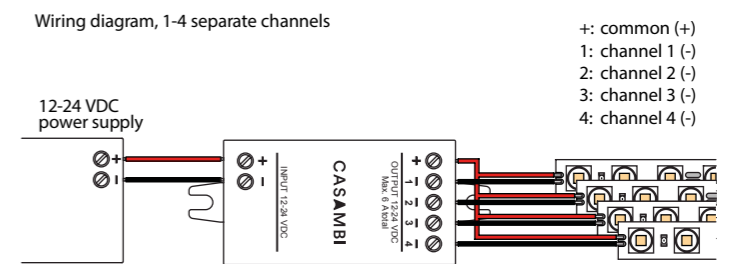 Wiring diagram, 1-4 separate channels
+: common (+)
1: channel 1 (-)
2: channel 2 (-)
3: channel 3 (-)
4: channel 4 (-)
12-24 VDC
power supply
+
-
+
-
INPUT 12-24 VDC
CASAMBI
OUTPUT 12-24 VDC
Max. 6 Atotal
+
1 -
2 -
3 -
4 -